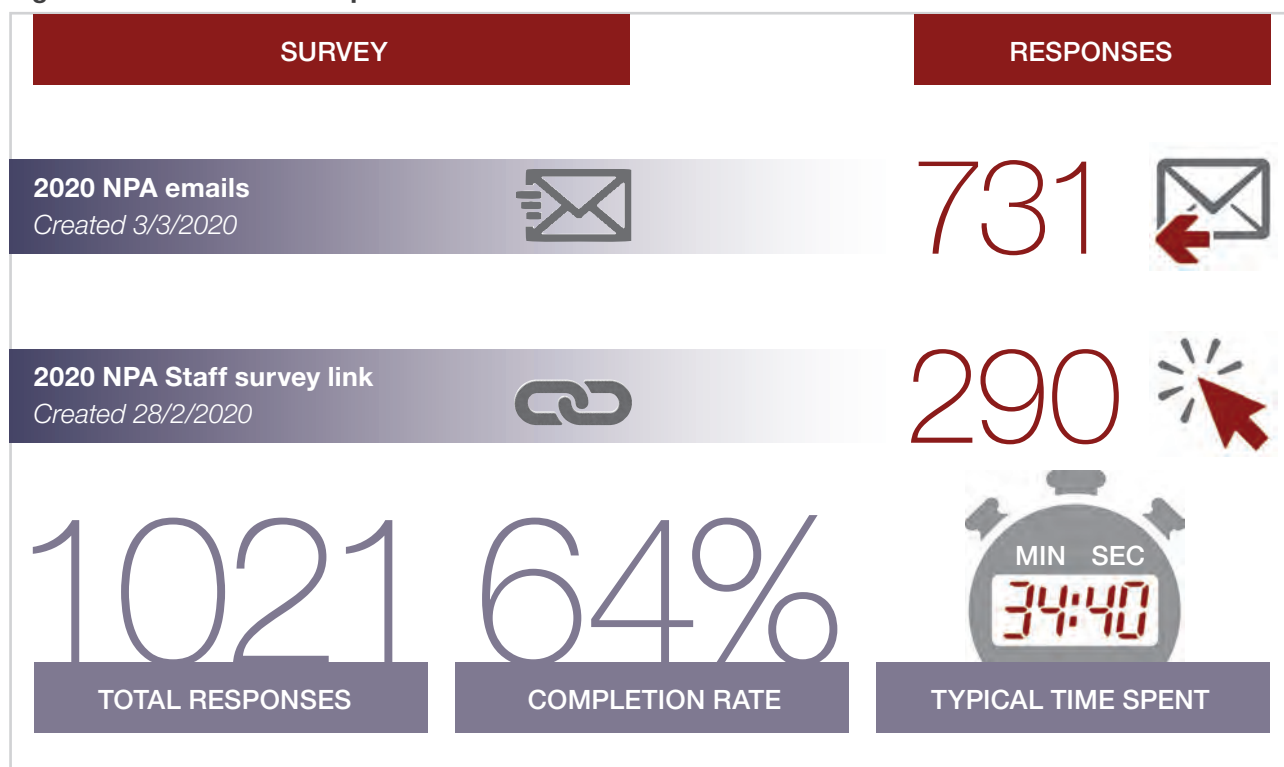 SURVEY
RESPONSES
2020 NPA emails
Created 3/3/2020
731
2020 NPA Staff survey link
Created 28/2/2020
290
1021
64%
MIN SEC
34:40
TOTAL RESPONSES
COMPLETION RATE
TYPICAL TIME SPENT